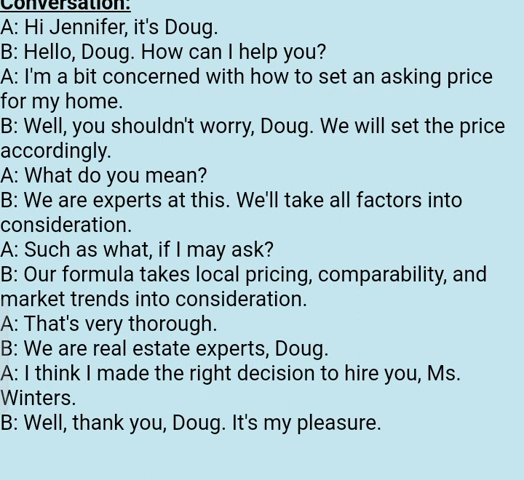 Conversation:
A: Hi Jennifer, it's Doug.
B: Hello, Doug. How can I help you?
A: I'm a bit concerned with how to set an asking price
for my home.
B: Well, you shouldn't worry, Doug. We will set the price
accordingly.
A: What do you mean?
B: We are experts at this. We'll take all factors into
consideration.
A: Such as what, if I may ask?
B: Our formula takes local pricing, comparability, and
market trends into consideration.
A: That's very thorough.
B: We are real estate experts, Doug.
A: I think I made the right decision to hire you, Ms.
Winters.
B: Well, thank you, Doug. It's my pleasure.